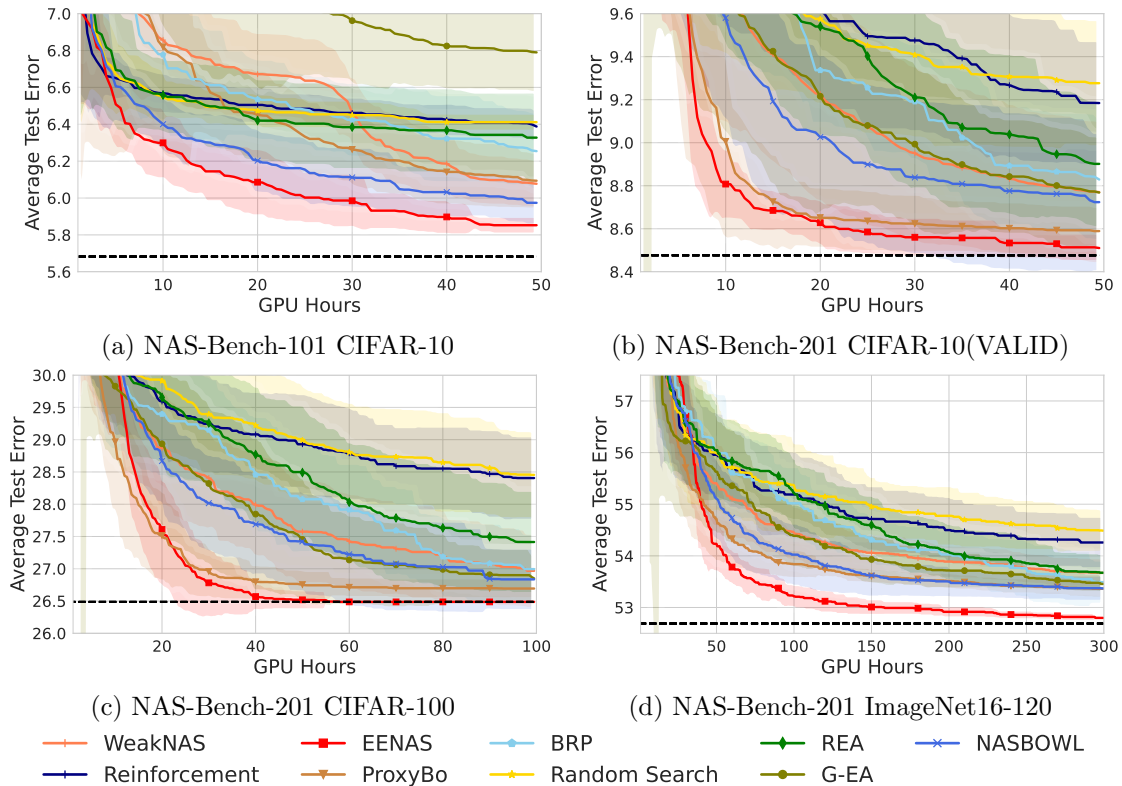 7.0
6.8
6.6
6.4
6.2
6.0
5.8
5.6
Average Test Error
10 20 30 40 50
GPU Hours
(a) NAS-Bench-101 CIFAR-10
9.6
9.4
9.2
9.0
8.8
8.6
8.4
Average Test Error
10 20 30 40 50
GPU Hours
(b) NAS-Bench-201 CIFAR-10(VALID)
30.0
29.5
29.0
28.5
28.0
27.5
27.0
26.5
26.0
Average Test Error
20 40 60 80 100
GPU Hours
(c) NAS-Bench-201 CIFAR-100
57
56
55
54
53
Average Test Error
50 100 150 200 250 300
GPU Hours
(d) NAS-Bench-201 ImageNet16-120
WeakNAS EENAS BRP REA NASBOWL
Reinforcement ProxyBo Random Search G-EA